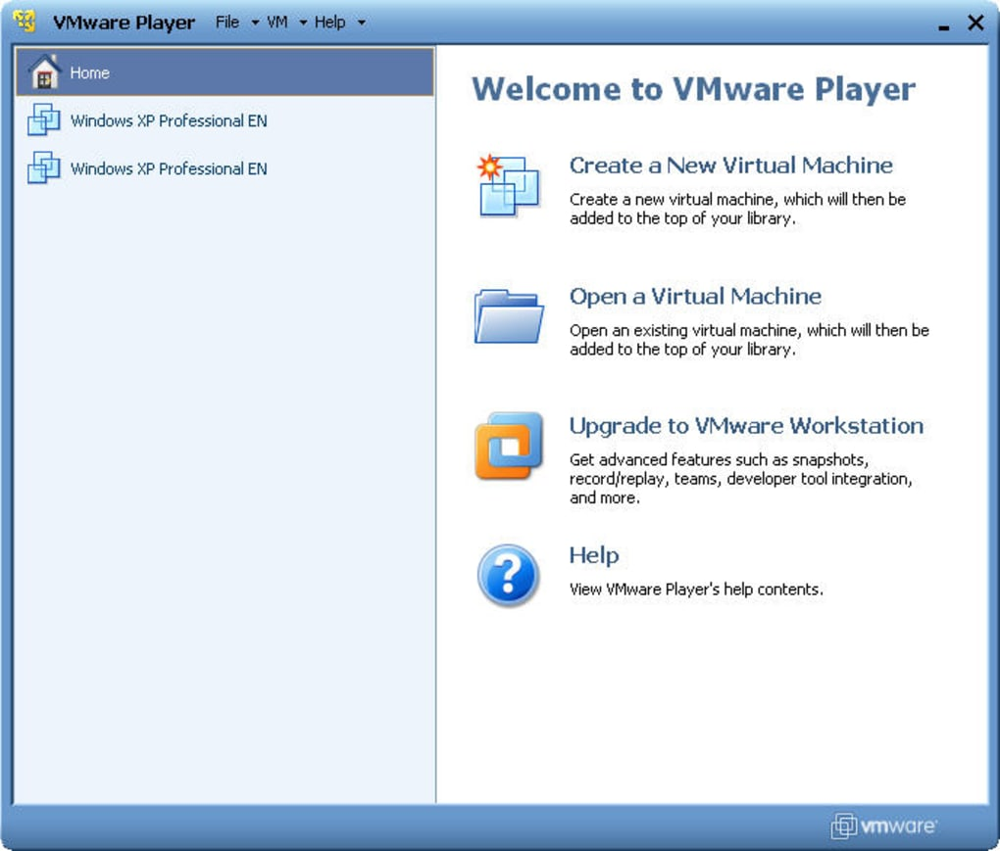 VMware Player File VM Help
Home
Windows XP Professional EN
Windows XP Professional EN
Welcome to VMware Player
Create a New Virtual Machine
Create a new virtual machine, which will then be
added to the top of your library.
Open a Virtual Machine
Open an existing virtual machine, which will then be
added to the top of your library.
Upgrade to VMware Workstation
Get advanced features such as snapshots,
record/replay, teams, developer tool integration,
and more.
?
Help
View VMware Player's help contents.
vmware